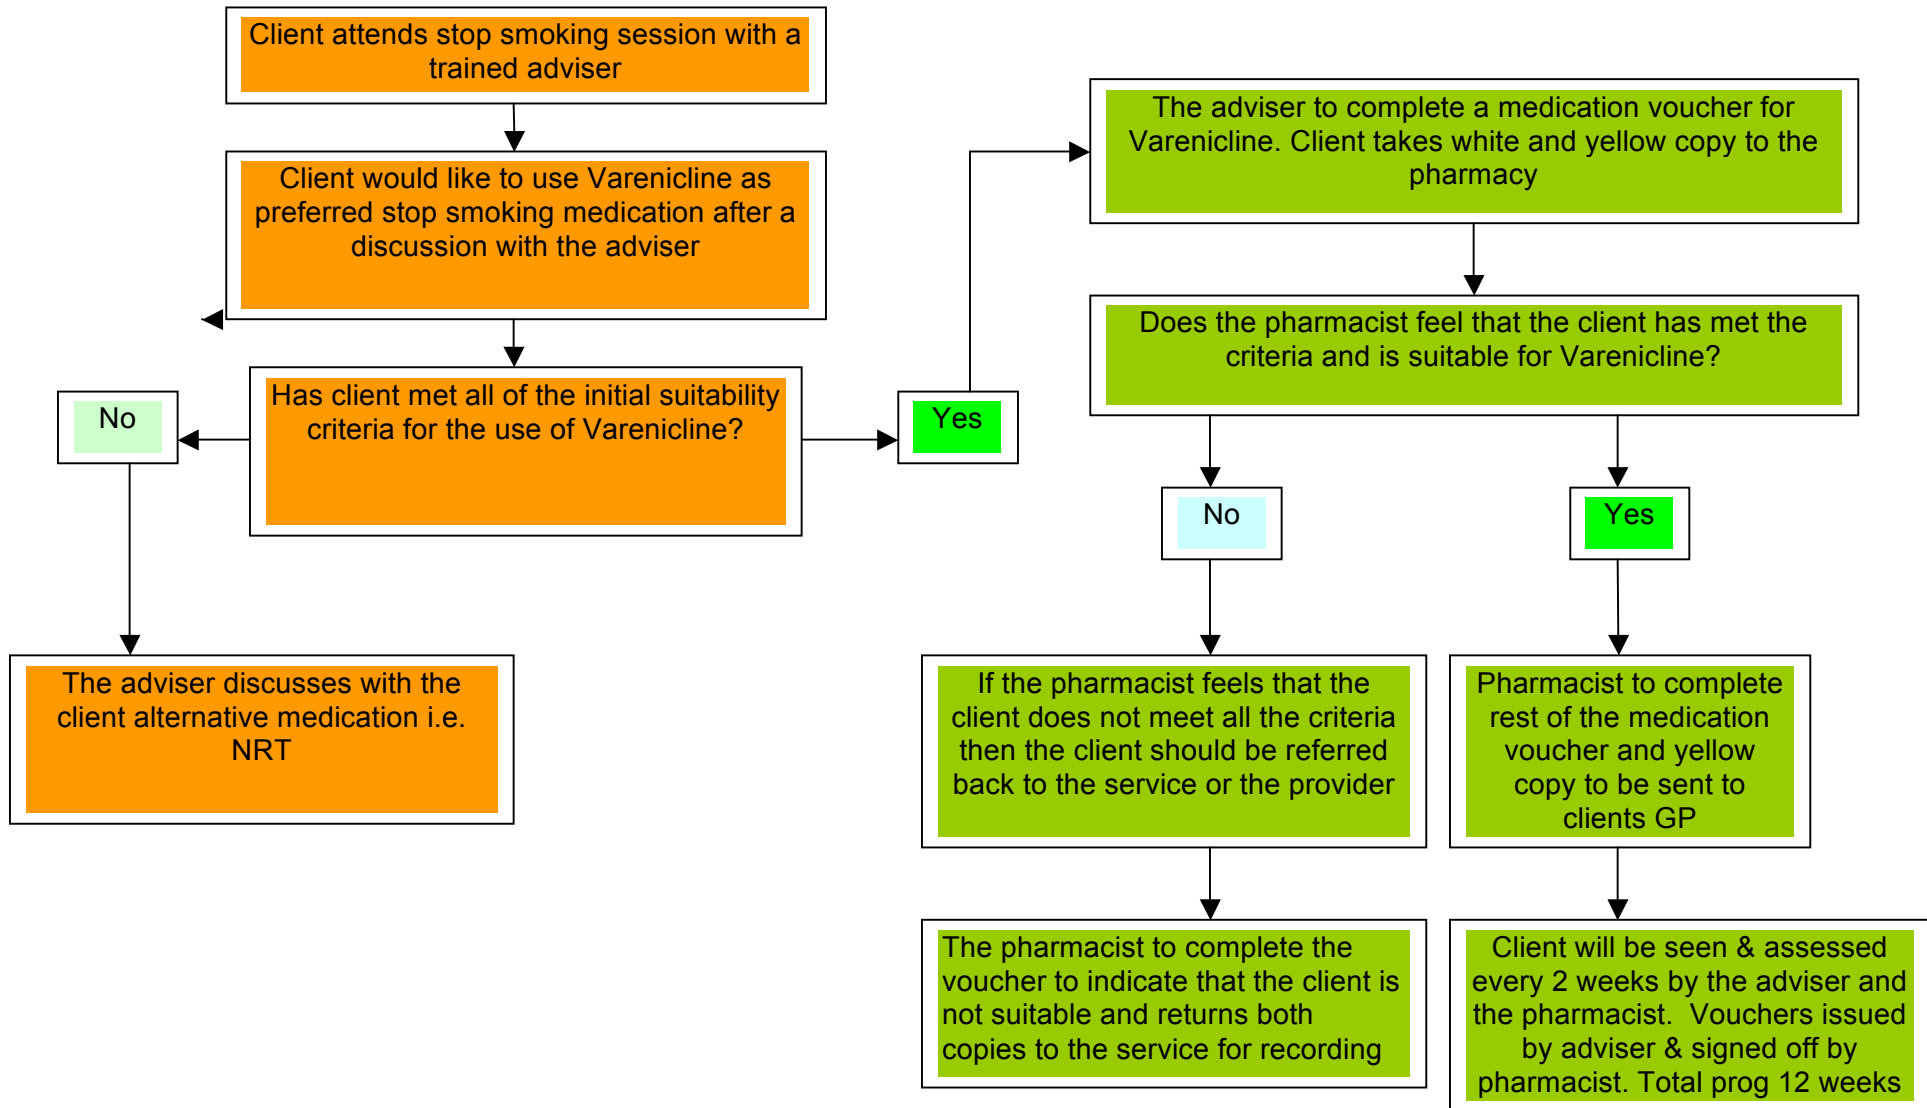 Client attends stop smoking session with a
trained adviser
Client would like to use Varenicline as
preferred stop smoking medication after a
discussion with the adviser
Has client met all of the initial suitability
criteria for the use of Varenicline?
No
Yes
The adviser discusses with the
client alternative medication i.e.
NRT
The adviser to complete a medication voucher for
Varenicline. Client takes white and yellow copy to the
pharmacy
Does the pharmacist feel that the client has met the
criteria and is suitable for Varenicline?
No
Yes
If the pharmacist feels that the
client does not meet all the criteria
then the client should be referred
back to the service or the provider
Pharmacist to complete
rest of the medication
voucher and yellow
copy to be sent to
clients GP
The pharmacist to complete the
voucher to indicate that the client is
not suitable and returns both
copies to the service for recording
Client will be seen & assessed
every 2 weeks by the adviser and
the pharmacist.  Vouchers issued
by adviser & signed off by
pharmacist. Total prog 12 weeks